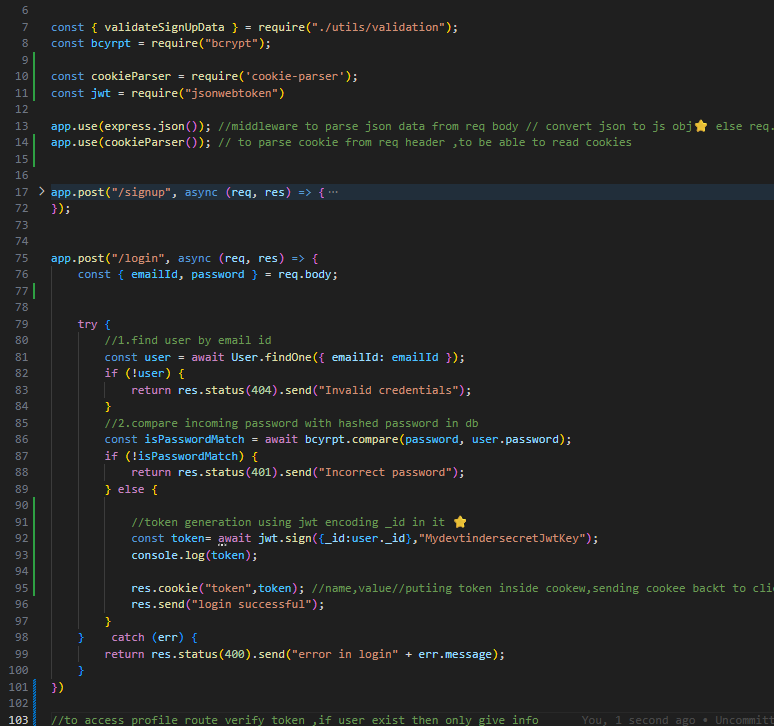 6
7 const { validateSignUpData } = require("./utils/validation");
8 const bcyrpt = require("bcrypt");
9
10 const cookieParser = require('cookie-parser');
11 const jwt = require("jsonwebtoken")
12
13 app.use(express.json()); //middleware to parse json data from req body // convert json to js obj⭐ else req.
14 app.use(cookieParser()); // to parse cookie from req header ,to be able to read cookies
15
16
17 > app.post("/signup", async (req, res) => { ⋯
72 });
73
74
75 app.post("/login", async (req, res) => {
76 const { emailId, password } = req.body;
77
78
79 try {
80 //1.find user by email id
81 const user = await User.findOne({ emailId: emailId });
82 if (!user) {
83 return res.status(404).send("Invalid credentials");
84 }
85 //2.compare incoming password with hashed password in db
86 const isPasswordMatch = await bcyrpt.compare(password, user.password);
87 if (!isPasswordMatch) {
88 return res.status(401).send("Incorrect password");
89 } else {
90
91 //token generation using jwt encoding _id in it ⭐
92 const token= await jwt.sign({_id:user._id},"MydevtindersecretJwtKey");
93 console.log(token);
94
95 res.cookie("token",token); //name,value//putiing token inside cookew,sending cookee backt to cli
96 res.send("login successful");
97 }
98 } catch (err) {
99 return res.status(400).send("error in login" + err.message);
100 }
101 })
102
103 //to access profile route verify token ,if user exist then only give info You, 1 second ago • Uncommitt